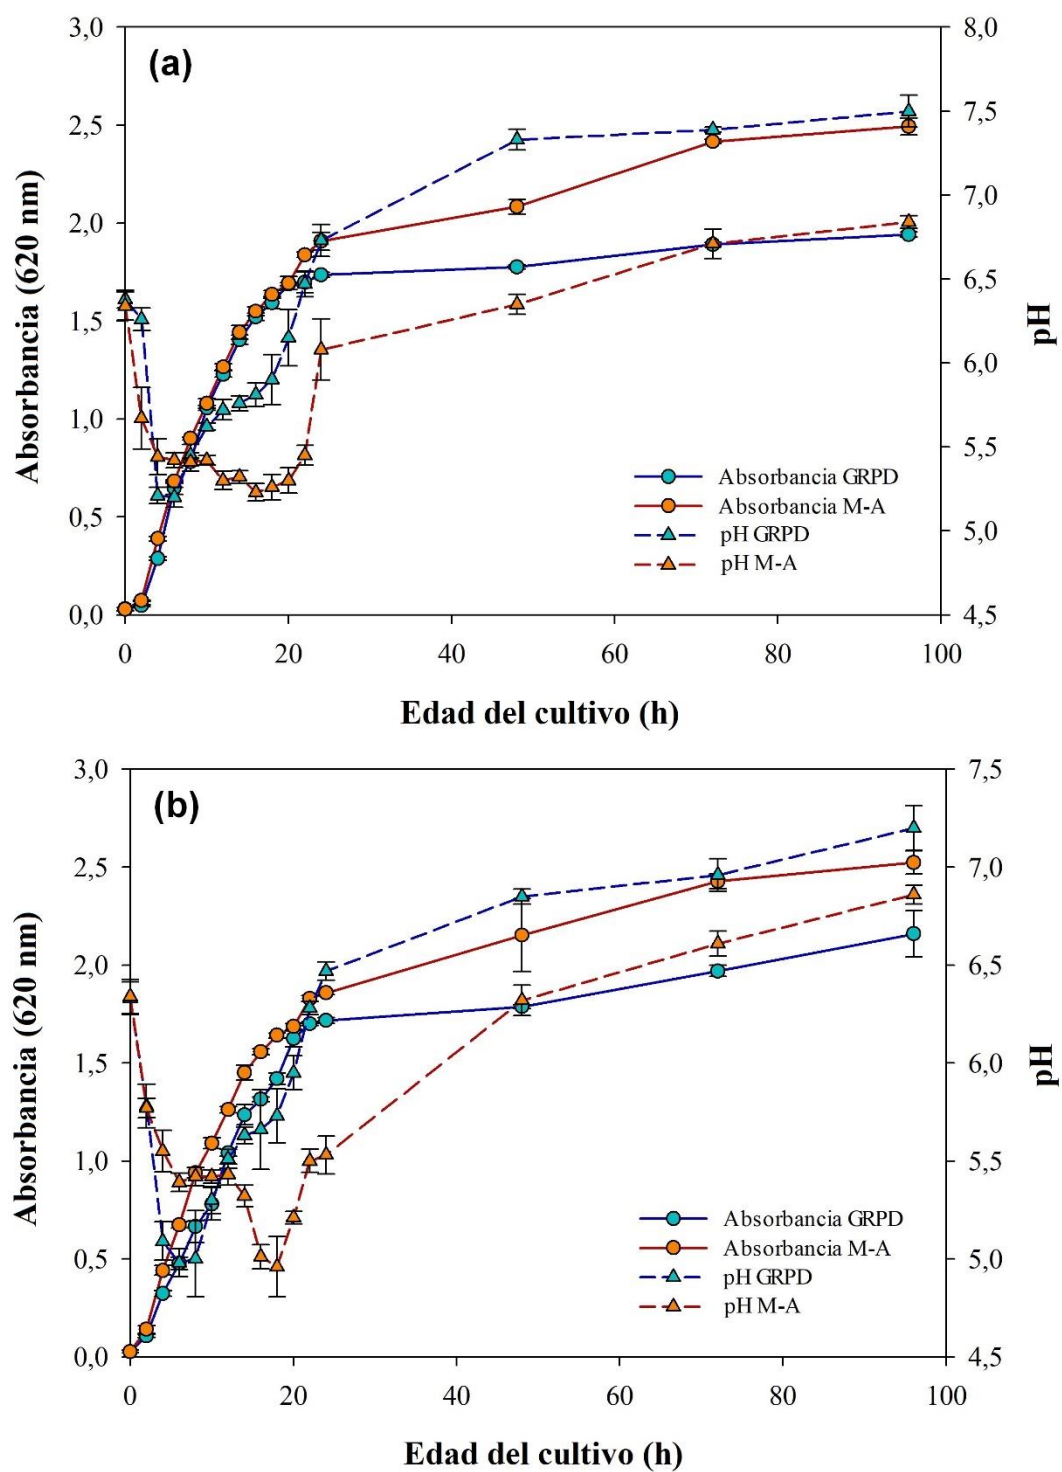 (a)
3,0
2,5
2,0
1,5
1,0
0,5
0,0
Absorbancia (620 nm)
8,0
7,5
7,0
6,5
6,0
5,5
5,0
4,5
pH
Absorbancia GRPD
Absorbancia M-A
pH GRPD
pH M-A
0 20 40 60 80 100
Edad del cultivo (h)
(b)
3,0
2,5
2,0
1,5
1,0
0,5
0,0
Absorbancia (620 nm)
7,5
7,0
6,5
6,0
5,5
5,0
4,5
pH
Absorbancia GRPD
Absorbancia M-A
pH GRPD
pH M-A
0 20 40 60 80 100
Edad del cultivo (h)